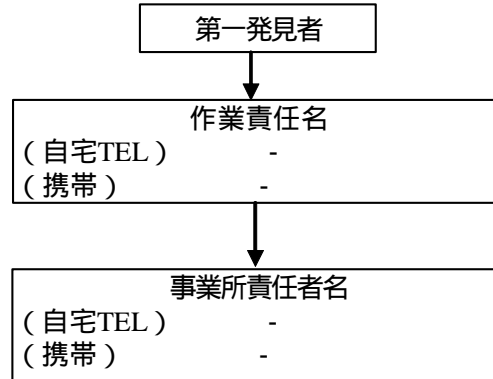 第一発見者
作業責任名
(自宅TEL) -
(携帯) -
事業所責任者名
(自宅TEL) -
(携帯) -